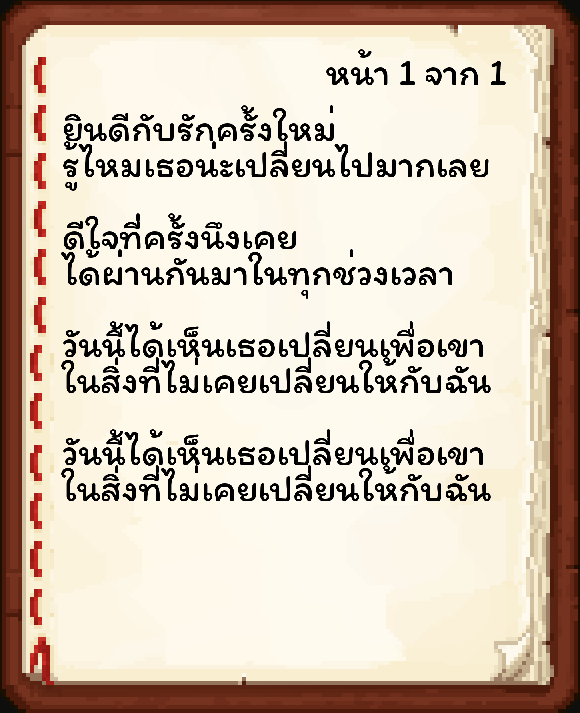 หน้า 1 จาก 1
ยินดีกับรักครั้งใหม่
รู้ไหมเธอน่ะเปลี่ยนไปมากเลย
ดีใจที่ครั้งนึงเคย
ได้ผ่านกันมาในทุกช่วงเวลา
วันนี้ได้เห็นเธอเปลี่ยนเพื่อเขา
ในสิ่งที่ไม่เคยเปลี่ยนให้กับฉัน
วันนี้ได้เห็นเธอเปลี่ยนเพื่อเขา
ในสิ่งที่ไม่เคยเปลี่ยนให้กับฉัน